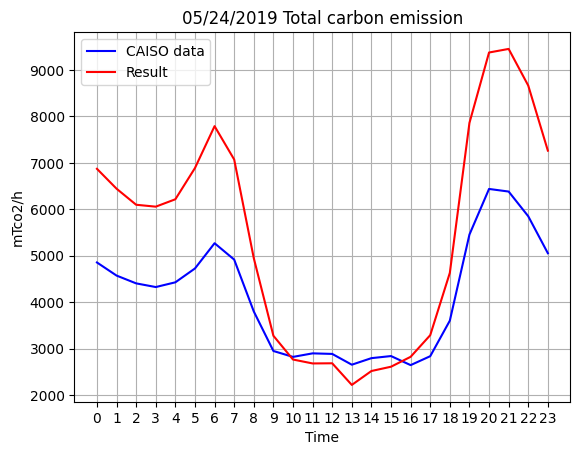 05/24/2019 Total carbon emission
CAISO data
Result
9000
8000
7000
6000
5000
4000
3000
2000
mTco2/h
0 1 2 3 4 5 6 7 8 9 10 11 12 13 14 15 16 17 18 19 20 21 22 23
Time